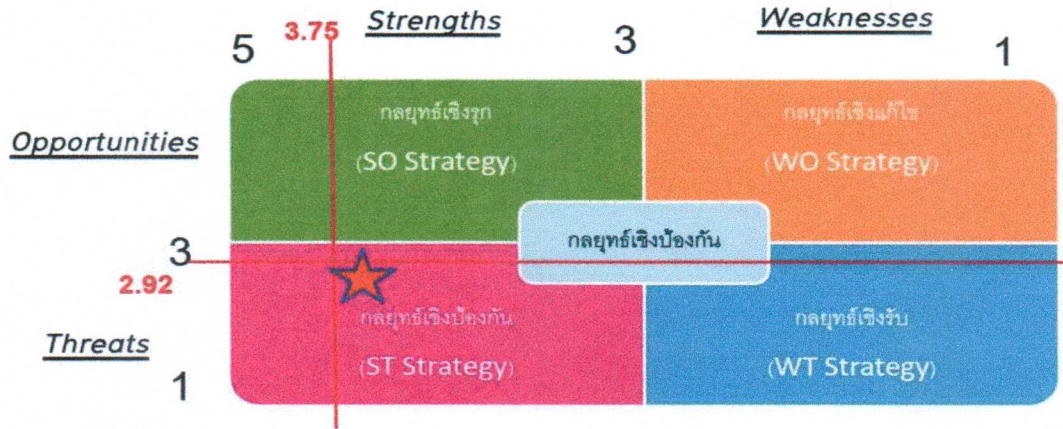 Strengths
Weaknesses
5
3.75
3
1
กลยุทธ์เชิงรุก
กลยุทธ์เชิงแก้ไข
Opportunities
(SO Strategy)
(WO Strategy)
3
กลยุทธ์เชิงป้องกัน
2.92
กลยุทธ์เชิงป้องกัน
กลยุทธ์เชิงรับ
Threats
(ST Strategy)
(WT Strategy)
1